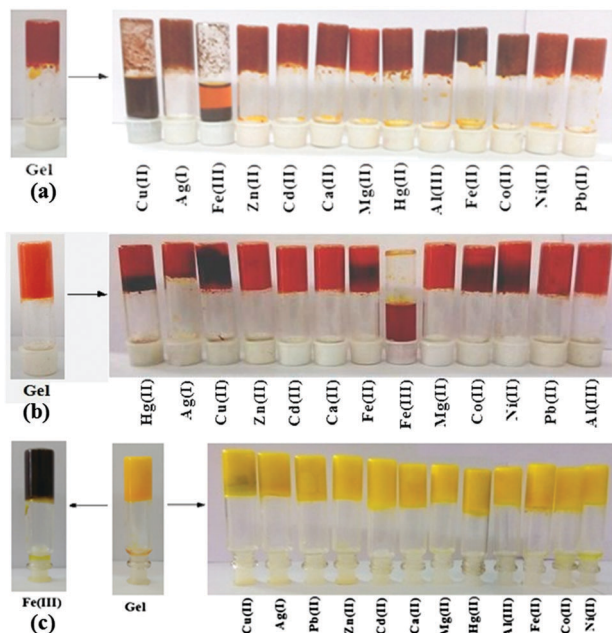 Gel
(a)
Cu(II)
Ag(I)
Fe(III)
Zn(II)
Cd(II)
Ca(II)
Mg(II)
Hg(II)
Al(III)
Fe(II)
Co(II)
Ni(II)
Pb(II)
Gel
(b)
Hg(II)
Ag(I)
Cu(II)
Zn(II)
Cd(II)
Ca(II)
Fe(II)
Fe(III)
Mg(II)
Co(II)
Ni(II)
Pb(II)
Al(III)
Fe(III)
(c)
Gel
Cu(II)
Ag(I)
Pb(II)
Zn(II)
Cd(II)
Ca(II)
Mg(II)
Hg(II)
Al(III)
Fe(II)
Co(II)
Ni(II)